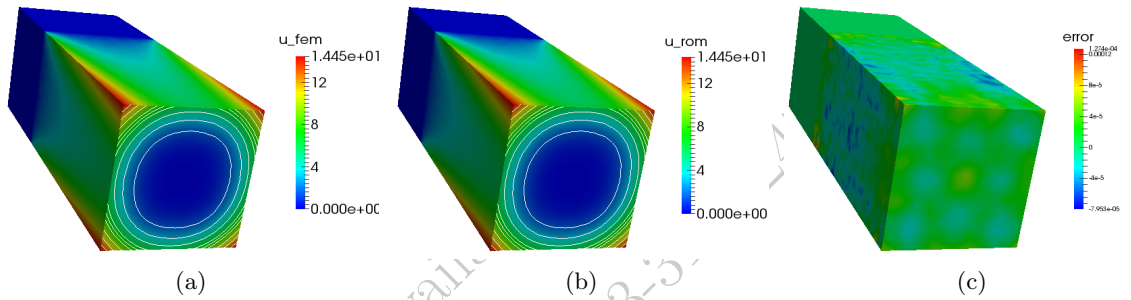 u_fem
1.445e+01
12
8
4
0.000e+00
u_rom
1.445e+01
12
8
4
0.000e+00
error
1.274e-04
0.00012
8e-5
4e-5
0
-4e-5
-7.953e-05
(a)
(b)
(c)